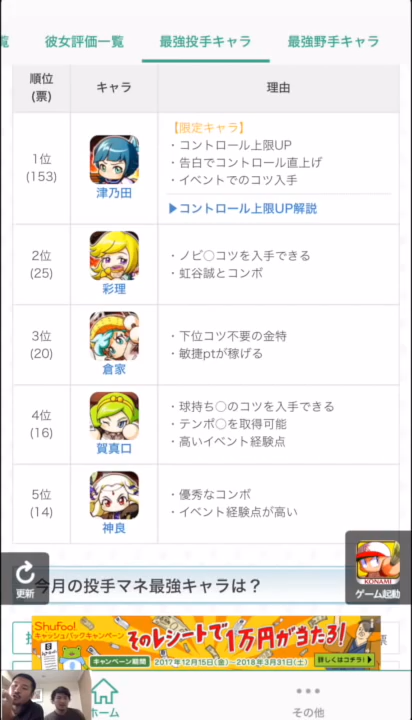 覧 彼女評価一覧 最強投手キャラ 最強野手キャラ
順位
(票)
キャラ
理由
1位
(153)
津乃田
【限定キャラ】
・コントロール上限UP
・告白でコントロール直上げ
・イベントでのコツ入手
▶コントロール上限UP解説
2位
(25)
彩理
・ノビ○コツを入手できる
・虹谷誠とコンボ
3位
(20)
倉家
・下位コツ不要の金特
・敏捷ptが稼げる
4位
(16)
賀真口
・球持ち○のコツを入手できる
・テンポ○を取得可能
・高いイベント経験点
5位
(14)
神良
・優秀なコンボ
・イベント経験点が高い
更新
今月の投手マネ最強キャラは？
KONAMI
ゲーム起動
Shufoo!
キャッシュバックキャンペーン
そのレシートで1万円が当たる!
キャンペーン期間 2017年12月15日(金)～2018年3月31日(土)
詳しくはコチラ▶
票
ホーム
その他